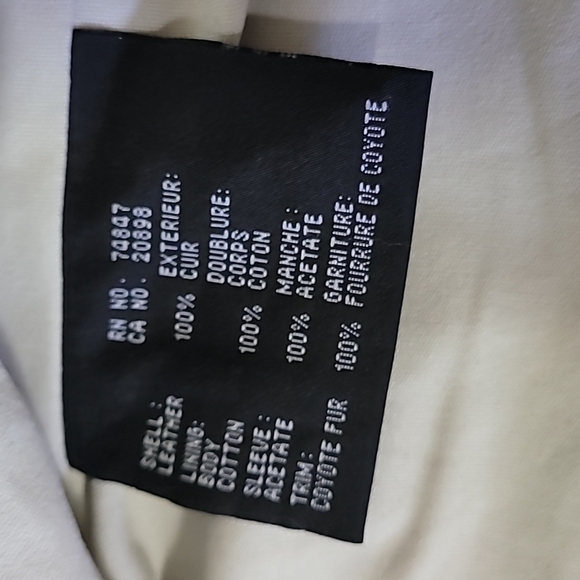 RN NO. 74847
CA NO. 20898
SHELL: EXTERIEUR:
LEATHER 100% CUIR
LINING: DOUBLURE:
BODY CORPS
COTTON 100% COTON
SLEEVE: MANCHE:
ACETATE 100% ACETATE
TRIM: GARNITURE:
COYOTE FUR 100% FOURRURE DE COYOTE